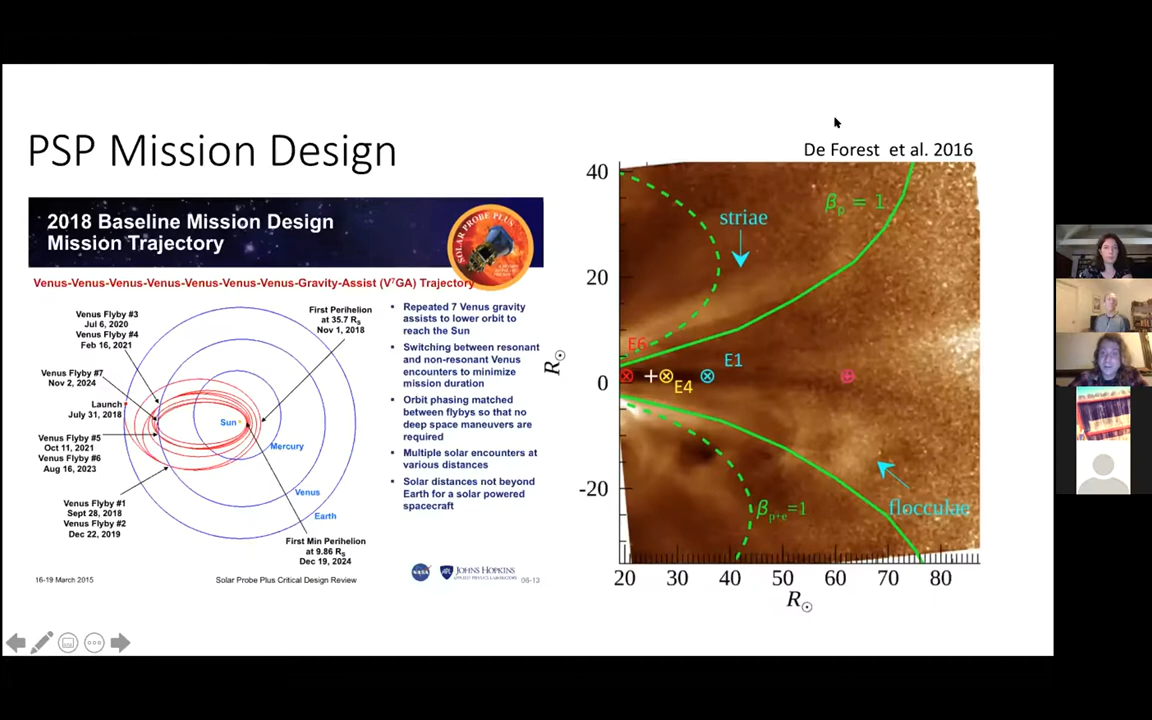 PSP Mission Design
2018 Baseline Mission Design
Mission Trajectory
SOLAR PROBE PLUS
Venus-Venus-Venus-Venus-Venus-Venus-Venus-Gravity-Assist (V⁷GA) Trajectory
Venus Flyby #3
Jul 6, 2020
Venus Flyby #4
Feb 16, 2021
Venus Flyby #7
Nov 2, 2024
Launch
July 31, 2018
Venus Flyby #5
Oct 11, 2021
Venus Flyby #6
Aug 16, 2023
Venus Flyby #1
Sept 28, 2018
Venus Flyby #2
Dec 22, 2019
First Perihelion
at 35.7 R_S
Nov 1, 2018
Sun
Mercury
Venus
Earth
First Min Perihelion
at 9.86 R_S
Dec 19, 2024
▪ Repeated 7 Venus gravity
assists to lower orbit to
reach the Sun
▪ Switching between resonant
and non-resonant Venus
encounters to minimize
mission duration
▪ Orbit phasing matched
between flybys so that no
deep space maneuvers are
required
▪ Multiple solar encounters at
various distances
▪ Solar distances not beyond
Earth for a solar powered
spacecraft
16-19 March 2015
Solar Probe Plus Critical Design Review
NASA
APL
JOHNS HOPKINS
APPLIED PHYSICS LABORATORY
06-13
De Forest et al. 2016
40
20
0
-20
R☉
striae
β_p = 1
E6
E4
E1
flocculae
β_p+e=1
20 30 40 50 60 70 80
R☉